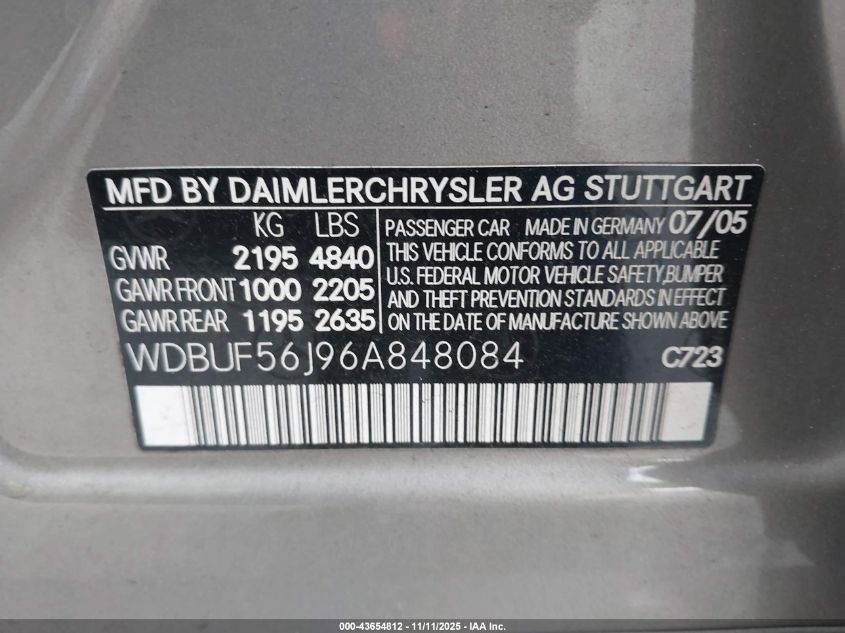 MFD BY DAIMLERCHRYSLER AG STUTTGART
KG LBS
GVWR 2195 4840
GAWR FRONT 1000 2205
GAWR REAR 1195 2635
PASSENGER CAR MADE IN GERMANY 07/05
THIS VEHICLE CONFORMS TO ALL APPLICABLE
U.S. FEDERAL MOTOR VEHICLE SAFETY,BUMPER
AND THEFT PREVENTION STANDARDS IN EFFECT
ON THE DATE OF MANUFACTURE SHOWN ABOVE
WDBUF56J96A848084 C723
000-43654812 - 11/11/2025 - IAA Inc.